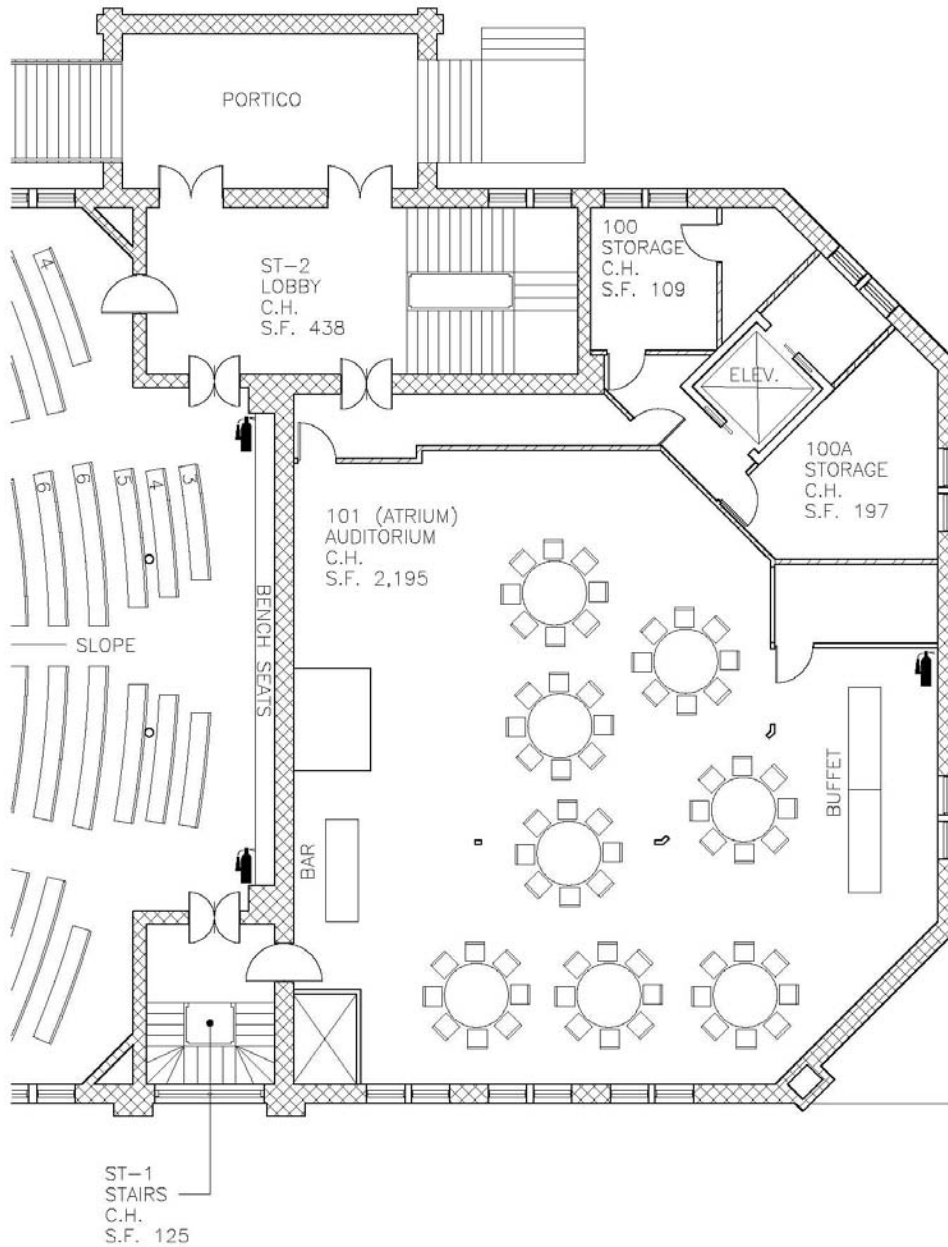 PORTICO
ST-2
LOBBY
C.H.
S.F. 438
100
STORAGE
C.H.
S.F. 109
ELEV.
100A
STORAGE
C.H.
S.F. 197
4
6
6
5
4
3
101 (ATRIUM)
AUDITORIUM
C.H.
S.F. 2,195
SLOPE
BENCH SEATS
BAR
BUFFET
ST-1
STAIRS
C.H.
S.F. 125